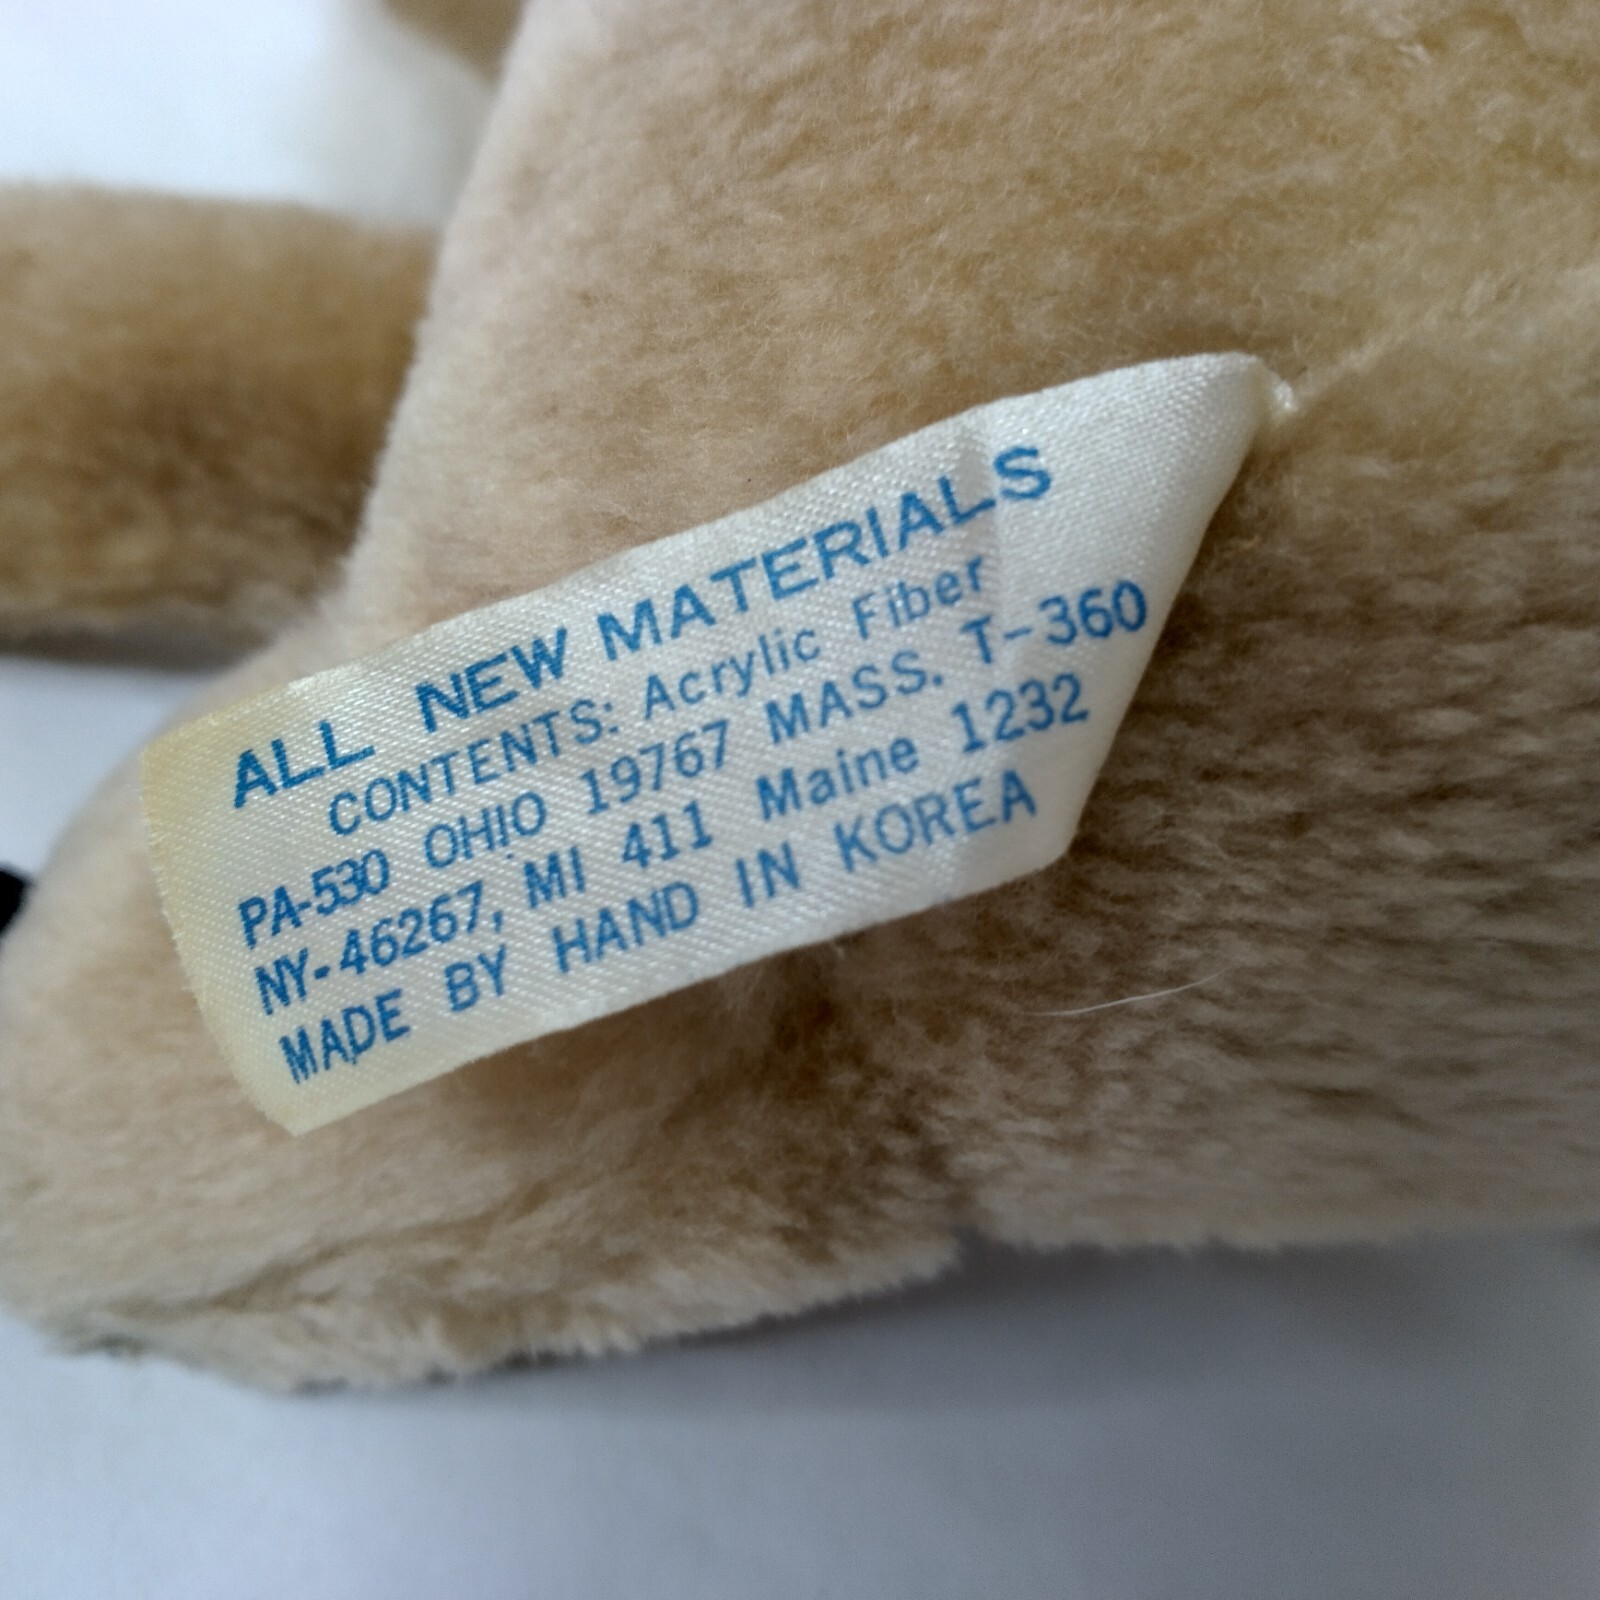 ALL NEW MATERIALS
CONTENTS: Acrylic Fiber
PA-530 OHIO 19767 MASS. T-360
NY-46267, MI 411 Maine 1232
MADE BY HAND IN KOREA